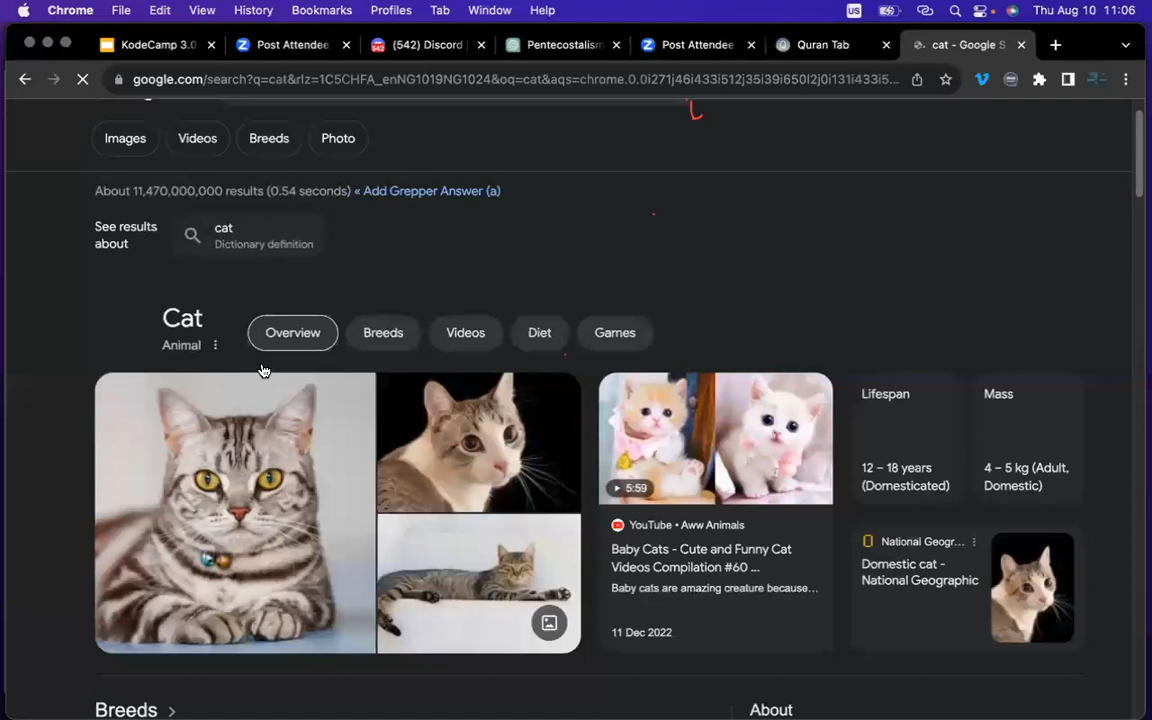 Chrome File Edit View History Bookmarks Profiles Tab Window Help US Thu Aug 10 11:06
KodeCamp 3.0 Post Attendee (542) Discord Pentecostalism Post Attendee Quran Tab cat - Google S
google.com/search?q=cat&rlz=1C5CHFA_enNG1019NG1024&oq=cat&aqs=chrome.0.0i271j46i433i512j35i39i650l2j0i131i433i5...
Images Videos Breeds Photo
About 11,470,000,000 results (0.54 seconds) « Add Grepper Answer (a)
See results about
cat
Dictionary definition
Cat
Animal
Overview Breeds Videos Diet Games
5:59
YouTube • Aww Animals
Baby Cats - Cute and Funny Cat
Videos Compilation #60 ...
Baby cats are amazing creature because...
11 Dec 2022
Lifespan
12 – 18 years
(Domesticated)
Mass
4 – 5 kg (Adult,
Domestic)
National Geogr...
Domestic cat -
National Geographic
Breeds
About